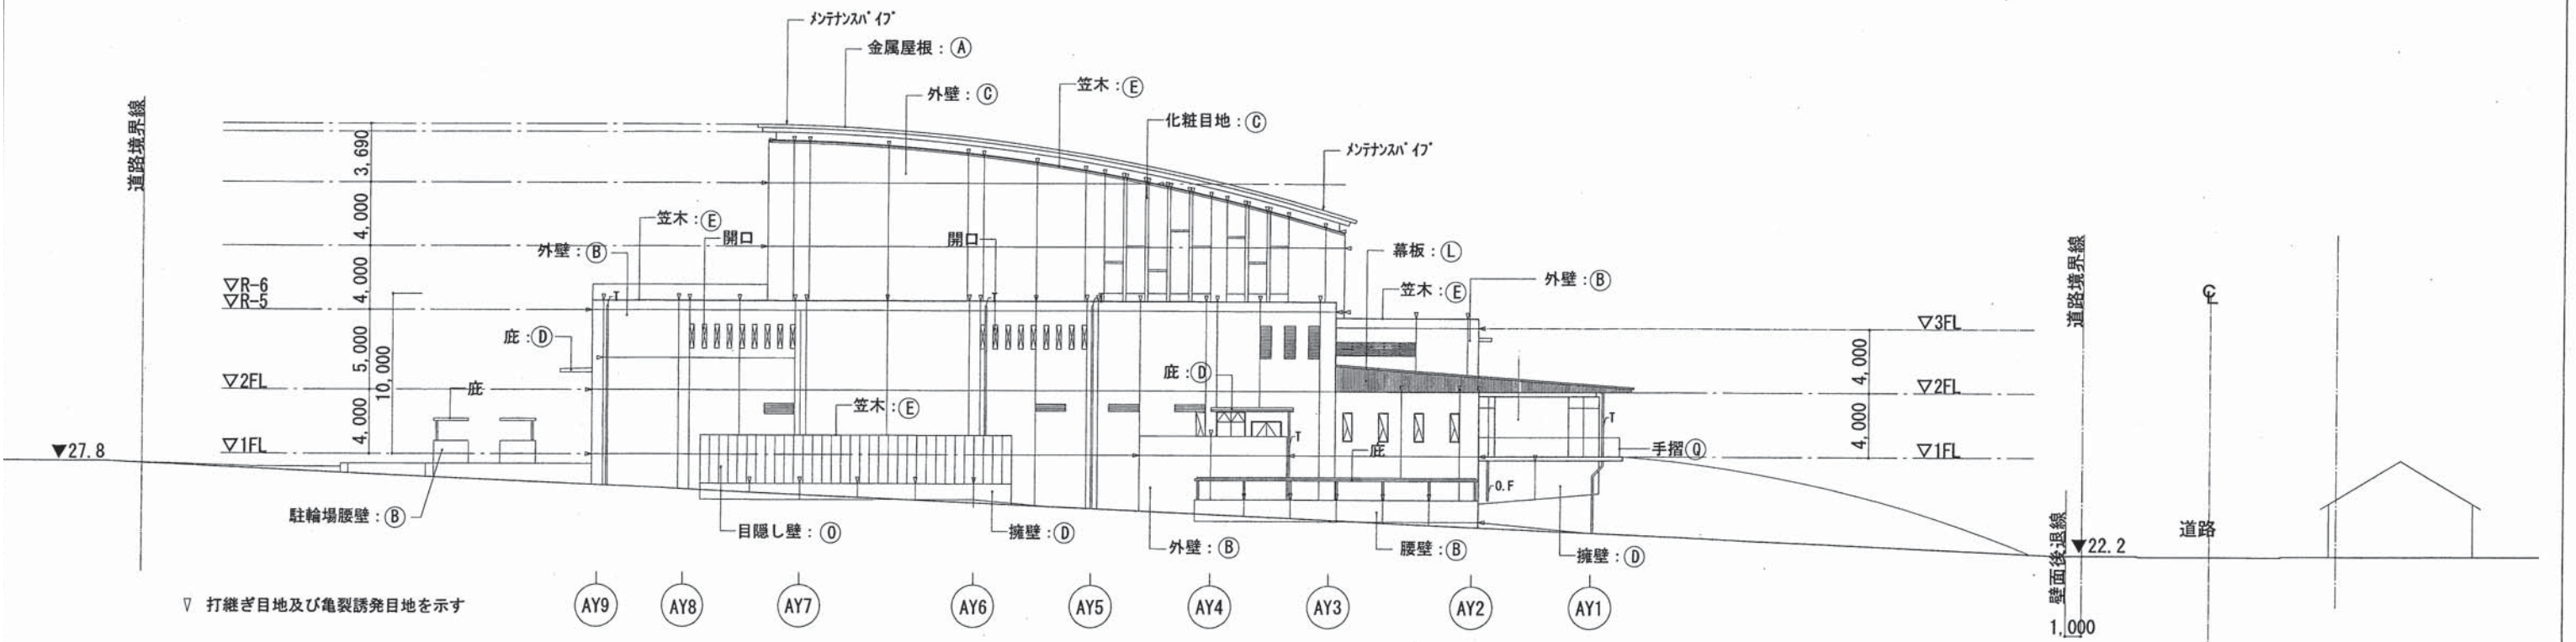 メンテナンスパイプ
金属屋根：Ⓐ
外壁：Ⓒ
笠木：Ⓔ
化粧目地：Ⓒ
メンテナンスパイプ
道路境界線
3,690
4,000
4,000
5,000
4,000
10,000
笠木：Ⓔ
開口
外壁：Ⓑ
開口
幕板：Ⓛ
外壁：Ⓑ
笠木：Ⓔ
道路境界線
℄
▽R-6
▽R-5
▽3FL
庇：Ⓓ
庇：Ⓓ
4,000
▽2FL
庇
▽2FL
笠木：Ⓔ
T
T
T
T
4,000
▽1FL
庇
手摺Ⓠ
▽1FL
▼27.8
O.F
駐輪場腰壁：Ⓑ
目隠し壁：Ⓞ
擁壁：Ⓓ
外壁：Ⓑ
腰壁：Ⓑ
擁壁：Ⓓ
壁面後退線
▼22.2
道路
1,000
▽ 打継ぎ目地及び亀裂誘発目地を示す
AY9
AY8
AY7
AY6
AY5
AY4
AY3
AY2
AY1